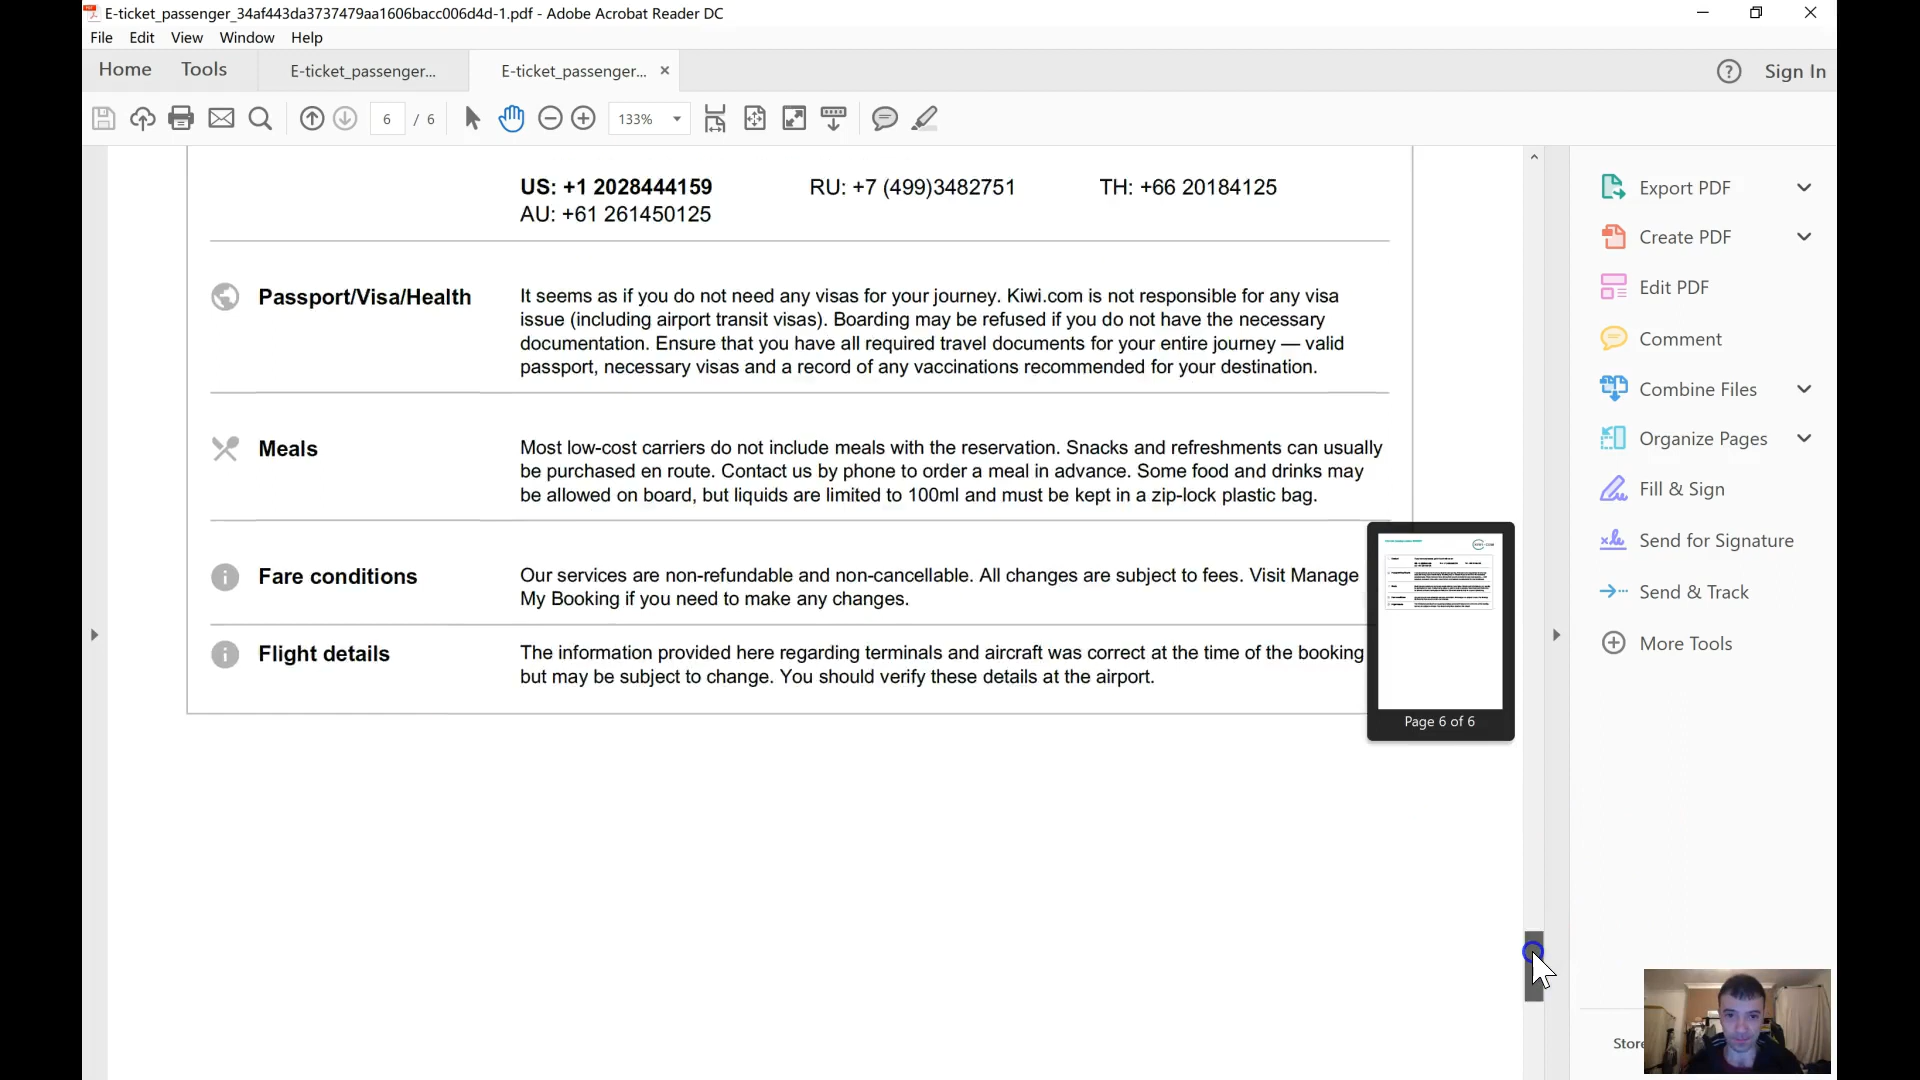 E-ticket_passenger_34af443da3737479aa1606bacc006d4d-1.pdf - Adobe Acrobat Reader DC
File Edit View Window Help
Home Tools E-ticket_passenger... E-ticket_passenger... × ? Sign In
6 / 6 133%
US: +1 2028444159 RU: +7 (499)3482751 TH: +66 20184125
AU: +61 261450125
Passport/Visa/Health
It seems as if you do not need any visas for your journey. Kiwi.com is not responsible for any visa
issue (including airport transit visas). Boarding may be refused if you do not have the necessary
documentation. Ensure that you have all required travel documents for your entire journey — valid
passport, necessary visas and a record of any vaccinations recommended for your destination.
Meals
Most low-cost carriers do not include meals with the reservation. Snacks and refreshments can usually
be purchased en route. Contact us by phone to order a meal in advance. Some food and drinks may
be allowed on board, but liquids are limited to 100ml and must be kept in a zip-lock plastic bag.
Fare conditions
Our services are non-refundable and non-cancellable. All changes are subject to fees. Visit Manage
My Booking if you need to make any changes.
Flight details
The information provided here regarding terminals and aircraft was correct at the time of the booking
but may be subject to change. You should verify these details at the airport.
Page 6 of 6
Export PDF
Create PDF
Edit PDF
Comment
Combine Files
Organize Pages
Fill & Sign
Send for Signature
Send & Track
More Tools
Store